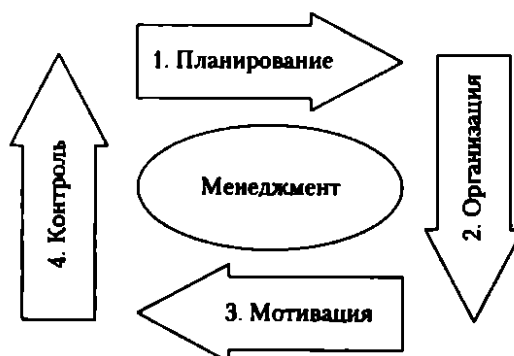 1. Планирование
2. Организация
3. Мотивация
4. Контроль
Менеджмент